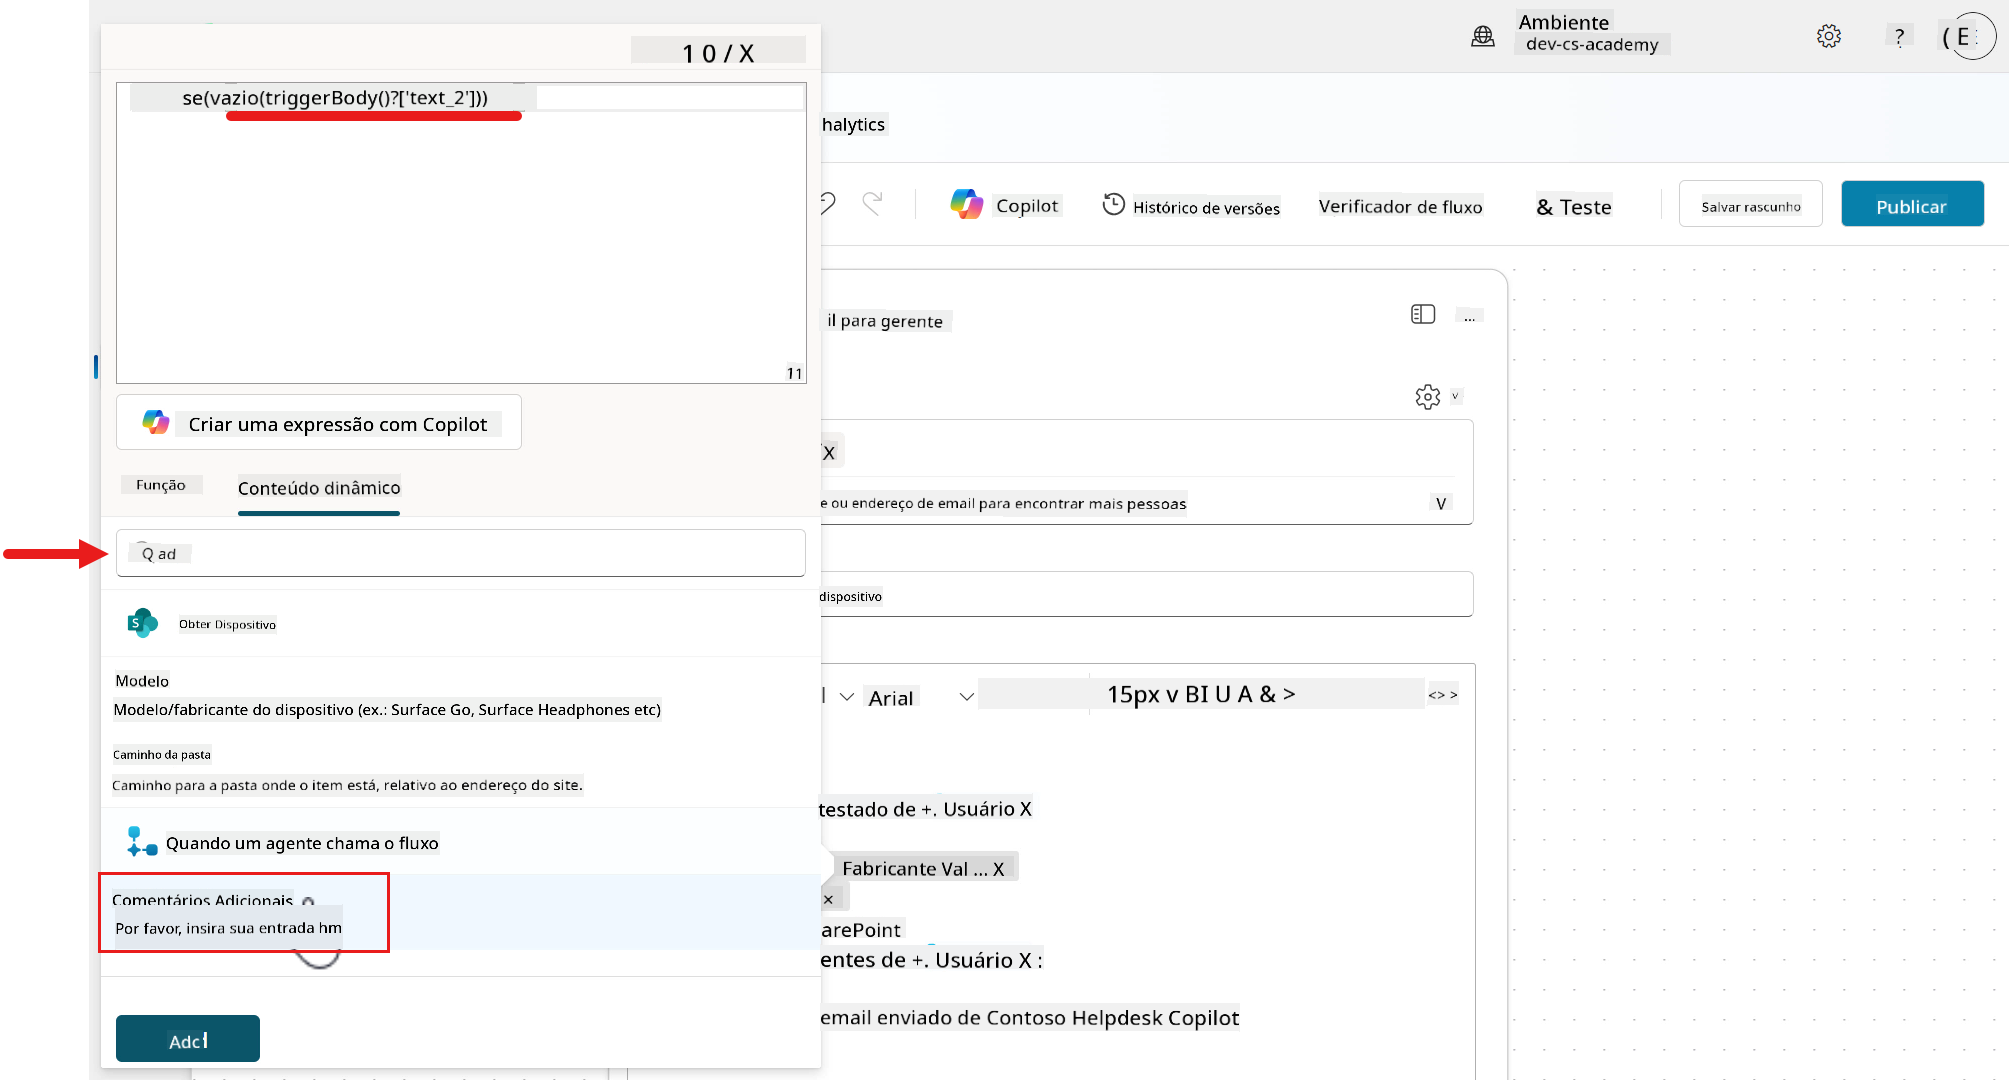 1 0 / X
Ambiente
dev-cs-academy
?
( E
se(vazio(triggerBody()?['text_2']))
halytics
Copilot
Histórico de versões
Verificador de fluxo
& Teste
Salvar rascunho
Publicar
il para gerente
...
11
v
Criar uma expressão com Copilot
X
Função
Conteúdo dinâmico
e ou endereço de email para encontrar mais pessoas
V
Q ad
dispositivo
Obter Dispositivo
Modelo
Modelo/fabricante do dispositivo (ex.: Surface Go, Surface Headphones etc)
Arial
15px v BI U A & >
<> >
Caminho da pasta
Caminho para a pasta onde o item está, relativo ao endereço do site.
testado de +. Usuário X
Quando um agente chama o fluxo
Fabricante Val ... X
Comentários Adicionais
×
Por favor, insira sua entrada hm
arePoint
entes de +. Usuário X :
email enviado de Contoso Helpdesk Copilot
Adc